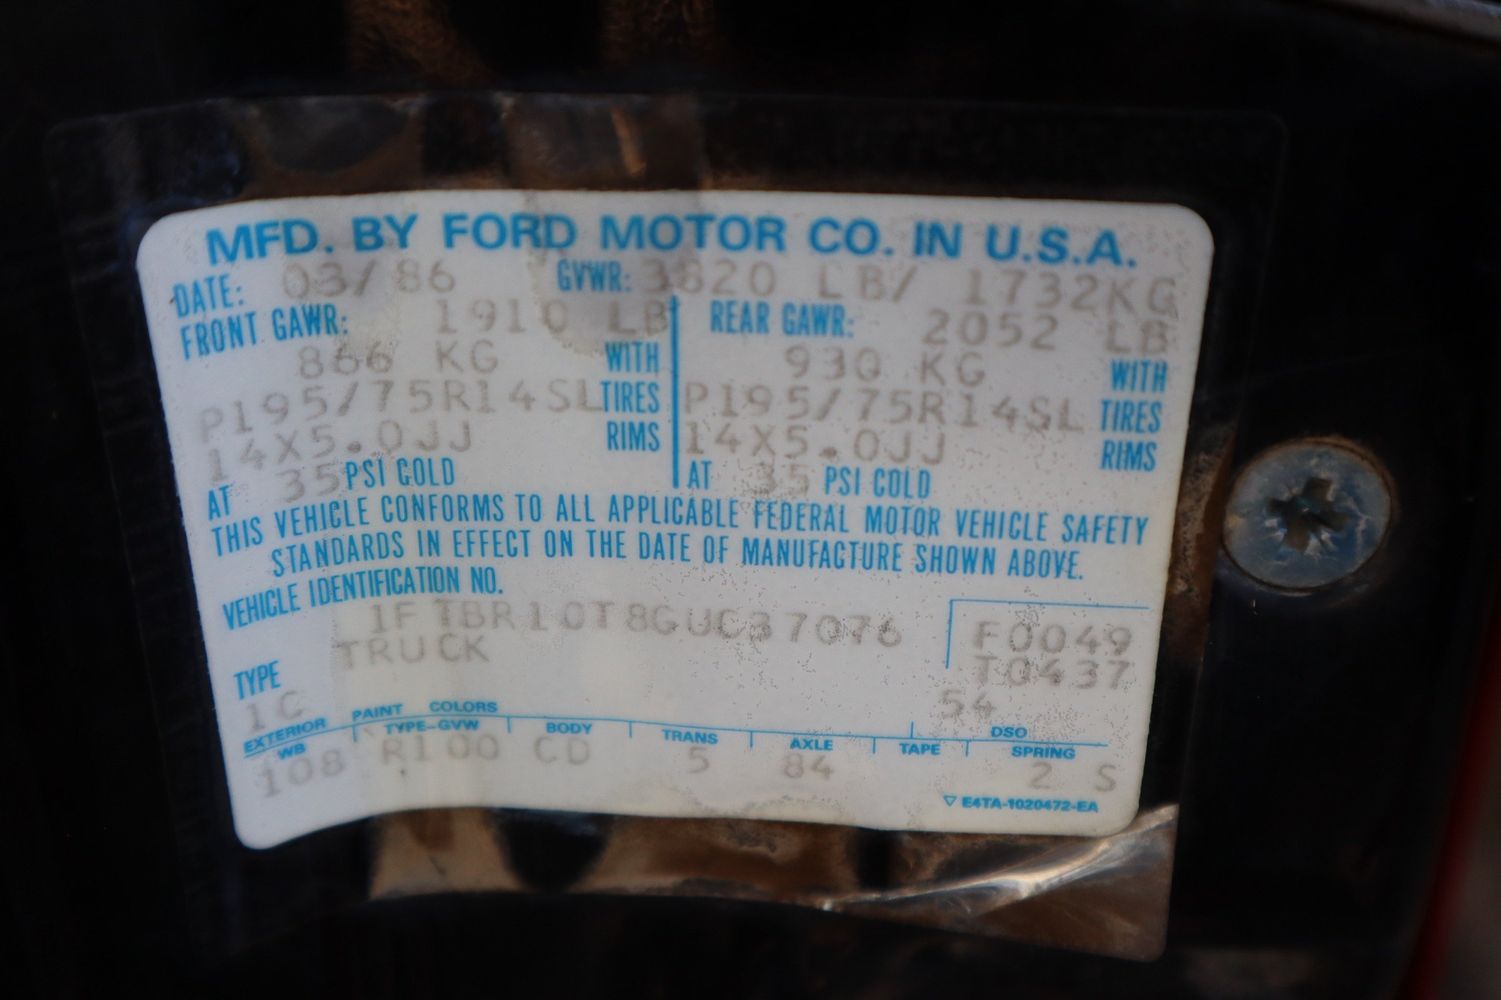 MFD. BY FORD MOTOR CO. IN U.S.A.
DATE: 03/86 GVWR: 3820 LB/ 1732KG
FRONT GAWR: 1910 LB REAR GAWR: 2052 LB
866 KG WITH 930 KG WITH
P195/75R14SL TIRES P195/75R14SL TIRES
14X5.0JJ RIMS 14X5.0JJ RIMS
AT 35 PSI COLD AT 35 PSI COLD
THIS VEHICLE CONFORMS TO ALL APPLICABLE FEDERAL MOTOR VEHICLE SAFETY
STANDARDS IN EFFECT ON THE DATE OF MANUFACTURE SHOWN ABOVE.
VEHICLE IDENTIFICATION NO.
1FTBR10T8GUC37076 F0049
TYPE TRUCK T0437
1C 54
EXTERIOR PAINT COLORS DSO
WB TYPE-GVW BODY TRANS AXLE TAPE SPRING
108 R100 CD 5 84 2 S
▽ E4TA-1020472-EA